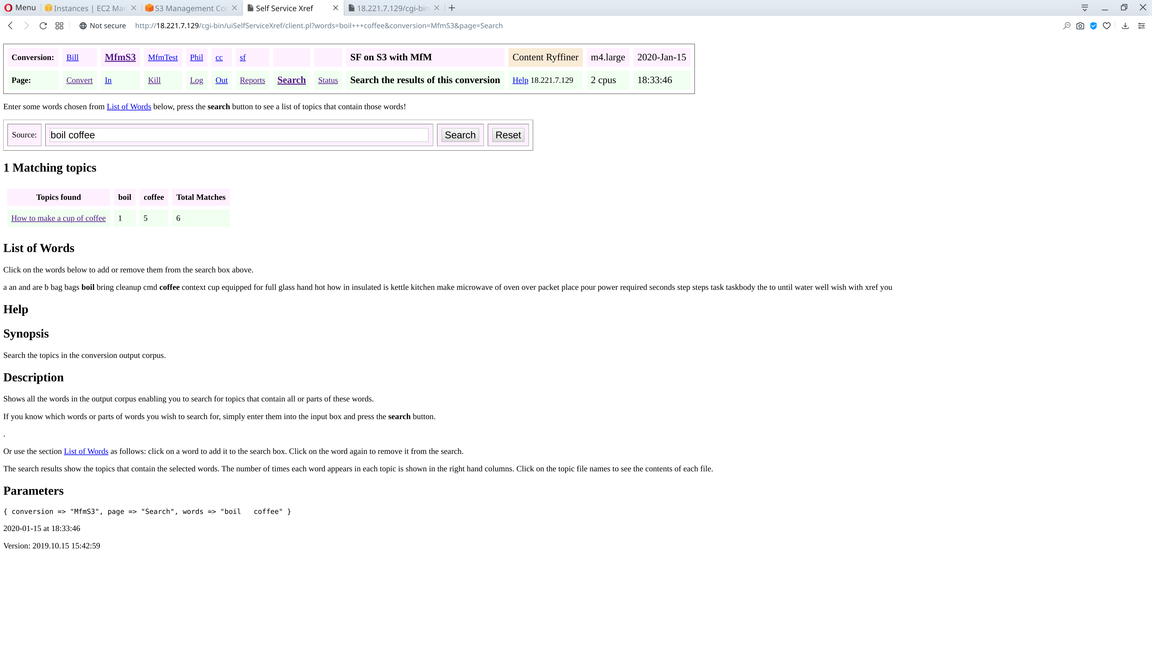 Menu Instances | EC2 Mar S3 Management Co Self Service Xref 18.221.7.129/cgi-bin
Not secure http://18.221.7.129/cgi-bin/uiSelfServiceXref/client.pl?words=boil+++coffee&conversion=MfmS3&page=Search
Conversion: Bill MfmS3 MfmTest Phil cc sf SF on S3 with MfM Content Ryffiner m4.large 2020-Jan-15
Page: Convert In Kill Log Out Reports Search Status Search the results of this conversion Help 18.221.7.129 2 cpus 18:33:46
Enter some words chosen from List of Words below, press the search button to see a list of topics that contain those words!
Source: boil coffee Search Reset
1 Matching topics
Topics found boil coffee Total Matches
How to make a cup of coffee 1 5 6
List of Words
Click on the words below to add or remove them from the search box above.
a an and are b bag bags boil bring cleanup cmd coffee context cup equipped for full glass hand hot how in insulated is kettle kitchen make microwave of oven over packet place pour power required seconds step steps task taskbody the to until water well wish with xref you
Help
Synopsis
Search the topics in the conversion output corpus.
Description
Shows all the words in the output corpus enabling you to search for topics that contain all or parts of these words.
If you know which words or parts of words you wish to search for, simply enter them into the input box and press the search button.
.
Or use the section List of Words as follows: click on a word to add it to the search box. Click on the word again to remove it from the search.
The search results show the topics that contain the selected words. The number of times each word appears in each topic is shown in the right hand columns. Click on the topic file names to see the contents of each file.
Parameters
{ conversion => "MfmS3", page => "Search", words => "boil   coffee" }
2020-01-15 at 18:33:46
Version: 2019.10.15 15:42:59